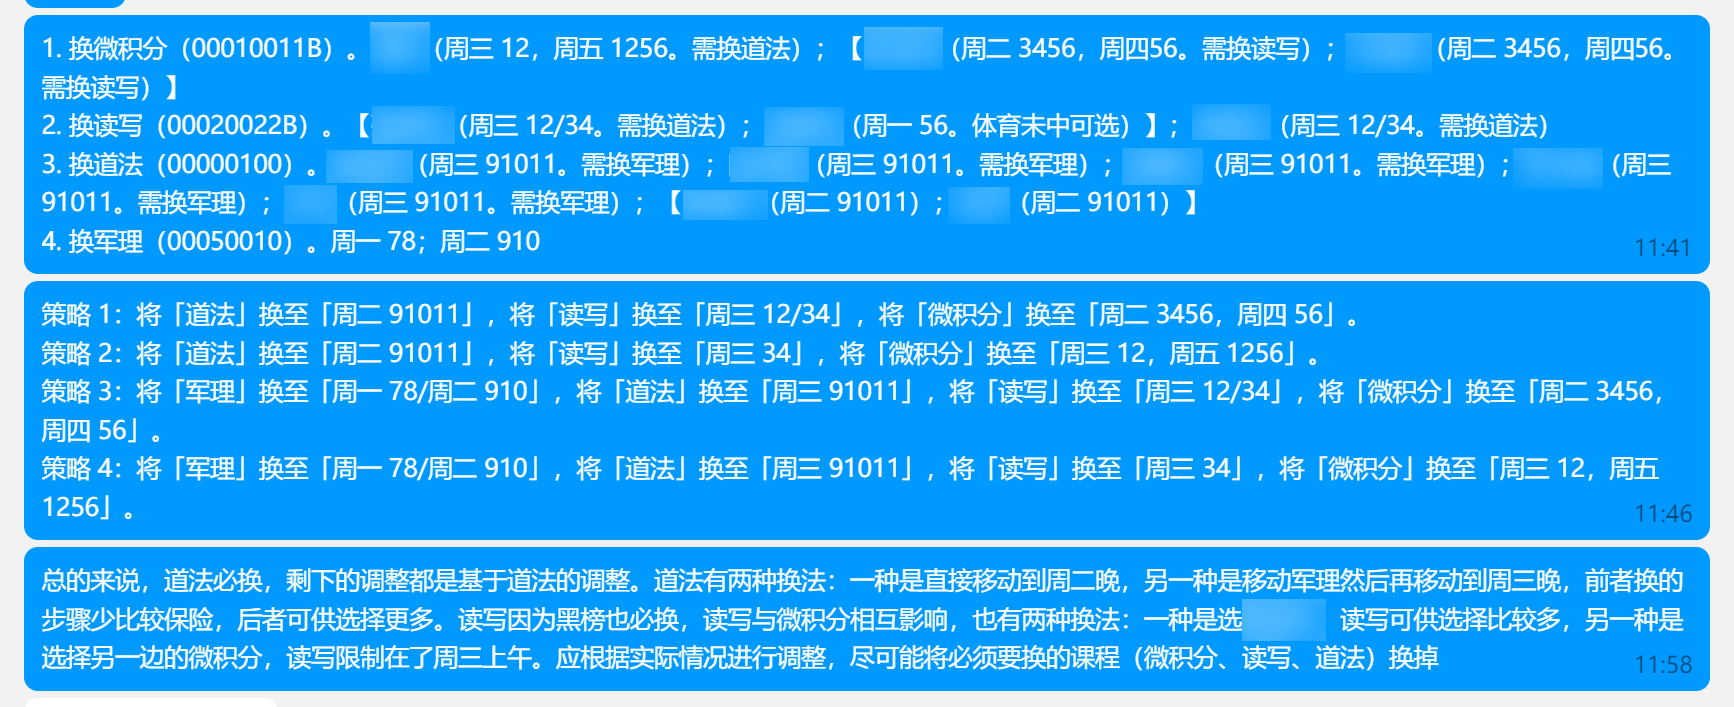 1. 换微积分（00010011B）。 （周三 12，周五 1256。需换道法）；【 （周二 3456，周四56。需换读写）； （周二 3456，周四56。
需换读写）】
2. 换读写（00020022B）。【 （周三 12/34。需换道法）； （周一 56。体育未中可选）】； （周三 12/34。需换道法）
3. 换道法（00000100）。 （周三 91011。需换军理）； （周三 91011。需换军理）； （周三 91011。需换军理）； （周三
91011。需换军理）； （周三 91011。需换军理）；【 （周二 91011）； （周二 91011）】
4. 换军理（00050010）。周一 78；周二 910
11:41
策略 1：将「道法」换至「周二 91011」，将「读写」换至「周三 12/34」，将「微积分」换至「周二 3456，周四 56」。
策略 2：将「道法」换至「周二 91011」，将「读写」换至「周三 34」，将「微积分」换至「周三 12，周五 1256」。
策略 3：将「军理」换至「周一 78/周二 910」，将「道法」换至「周三 91011」，将「读写」换至「周三 12/34」，将「微积分」换至「周二 3456，
周四 56」。
策略 4：将「军理」换至「周一 78/周二 910」，将「道法」换至「周三 91011」，将「读写」换至「周三 34」，将「微积分」换至「周三 12，周五
1256」。
11:46
总的来说，道法必换，剩下的调整都是基于道法的调整。道法有两种换法：一种是直接移动到周二晚，另一种是移动军理然后再移动到周三晚，前者换的
步骤少比较保险，后者可供选择更多。读写因为黑榜也必换，读写与微积分相互影响，也有两种换法：一种是选 读写可供选择比较多，另一种是
选择另一边的微积分，读写限制在了周三上午。应根据实际情况进行调整，尽可能将必须要换的课程（微积分、读写、道法）换掉
11:58